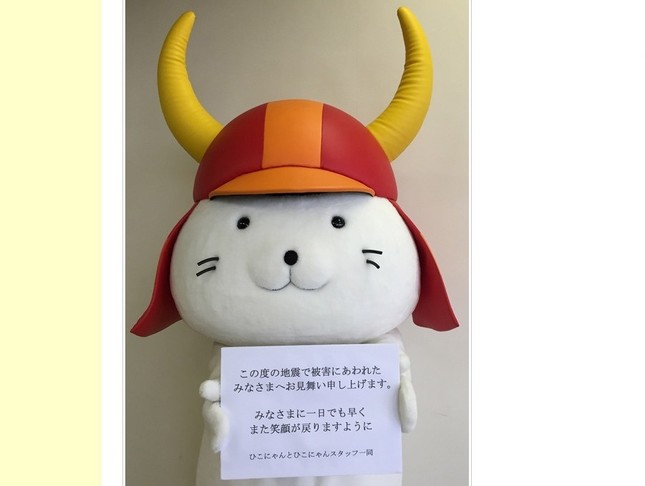 この度の地震で被害にあわれた
みなさまへお見舞い申し上げます。
みなさまに一日でも早く
また笑顔が戻りますように
ひこにゃんとひこにゃんスタッフ一同